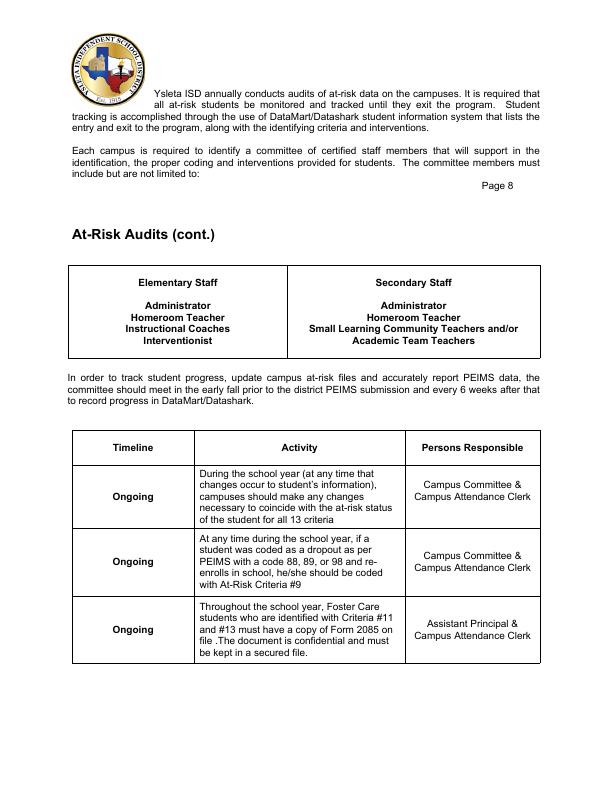 YSLETA INDEPENDENT SCHOOL DISTRICT
Est. 1915
Ysleta ISD annually conducts audits of at-risk data on the campuses. It is required that
all at-risk students be monitored and tracked until they exit the program. Student
tracking is accomplished through the use of DataMart/Datashark student information system that lists the
entry and exit to the program, along with the identifying criteria and interventions.
Each campus is required to identify a committee of certified staff members that will support in the
identification, the proper coding and interventions provided for students. The committee members must
include but are not limited to:
Page 8
At-Risk Audits (cont.)
Elementary Staff
Administrator
Homeroom Teacher
Instructional Coaches
Interventionist
Secondary Staff
Administrator
Homeroom Teacher
Small Learning Community Teachers and/or
Academic Team Teachers
In order to track student progress, update campus at-risk files and accurately report PEIMS data, the
committee should meet in the early fall prior to the district PEIMS submission and every 6 weeks after that
to record progress in DataMart/Datashark.
Timeline
Activity
Persons Responsible
Ongoing
During the school year (at any time that
changes occur to student's information),
campuses should make any changes
necessary to coincide with the at-risk status
of the student for all 13 criteria
Campus Committee &
Campus Attendance Clerk
Ongoing
At any time during the school year, if a
student was coded as a dropout as per
PEIMS with a code 88, 89, or 98 and re-
enrolls in school, he/she should be coded
with At-Risk Criteria #9
Campus Committee &
Campus Attendance Clerk
Ongoing
Throughout the school year, Foster Care
students who are identified with Criteria #11
and #13 must have a copy of Form 2085 on
file .The document is confidential and must
be kept in a secured file.
Assistant Principal &
Campus Attendance Clerk